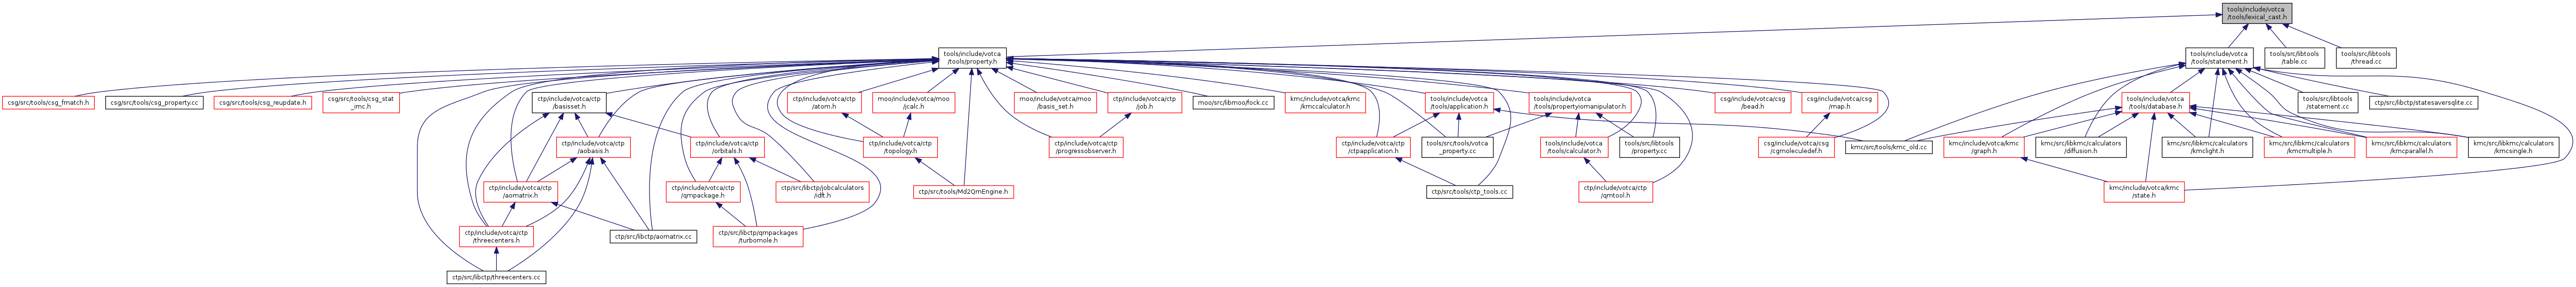 tools/include/votca
/tools/lexical_cast.h
tools/include/votca
/tools/property.h
tools/include/votca
/tools/statement.h
tools/src/libtools
/table.cc
tools/src/libtools
/thread.cc
csg/src/tools/csg_fmatch.h
csg/src/tools/csg_property.cc
csg/src/tools/csg_reupdate.h
csg/src/tools/csg_stat
_imc.h
ctp/include/votca/ctp
/basisset.h
ctp/include/votca/ctp
/atom.h
moo/include/votca/moo
/jcalc.h
moo/include/votca/moo
/basis_set.h
ctp/include/votca/ctp
/job.h
moo/src/libmoo/fock.cc
kmc/include/votca/kmc
/kmccalculator.h
tools/include/votca
/tools/application.h
tools/include/votca
/tools/propertyiomanipulator.h
csg/include/votca/csg
/bead.h
csg/include/votca/csg
/map.h
tools/include/votca
/tools/database.h
tools/src/libtools
/statement.cc
ctp/src/libctp/statesaversqlite.cc
ctp/include/votca/ctp
/aobasis.h
ctp/include/votca/ctp
/orbitals.h
ctp/include/votca/ctp
/topology.h
ctp/include/votca/ctp
/progressobserver.h
ctp/include/votca/ctp
/ctpapplication.h
tools/src/tools/votca
_property.cc
tools/include/votca
/tools/calculator.h
tools/src/libtools
/property.cc
csg/include/votca/csg
/cgmoleculedef.h
kmc/src/tools/kmc_old.cc
kmc/include/votca/kmc
/graph.h
kmc/src/libkmc/calculators
/diffusion.h
kmc/src/libkmc/calculators
/kmclight.h
kmc/src/libkmc/calculators
/kmcmultiple.h
kmc/src/libkmc/calculators
/kmcparallel.h
kmc/src/libkmc/calculators
/kmcsingle.h
ctp/include/votca/ctp
/aomatrix.h
ctp/include/votca/ctp
/qmpackage.h
ctp/src/libctp/jobcalculators
/idft.h
ctp/src/tools/Md2QmEngine.h
ctp/src/tools/ctp_tools.cc
ctp/include/votca/ctp
/qmtool.h
kmc/include/votca/kmc
/state.h
ctp/include/votca/ctp
/threecenters.h
ctp/src/libctp/aomatrix.cc
ctp/src/libctp/qmpackages
/turbomole.h
ctp/src/libctp/threecenters.cc